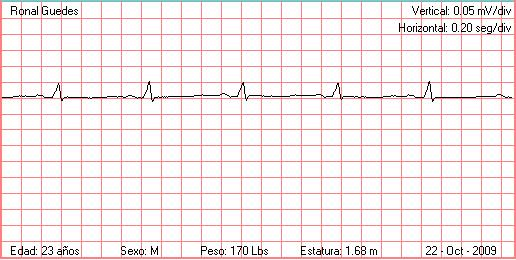 Ronal Guedes
Vertical: 0.05 mV/div
Horizontal: 0.20 seg/div
Edad: 23 años Sexo: M Peso: 170 Lbs Estatura: 1.68 m 22 - Oct - 2009